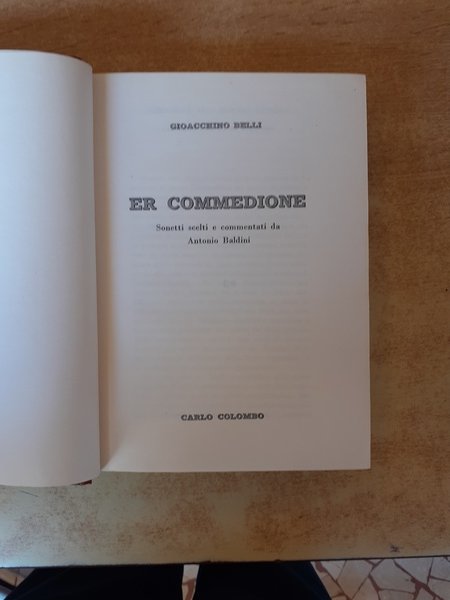 GIOACCHINO BELLI
ER COMMEDIONE
Sonetti scelti e commentati da
Antonio Baldini
CARLO COLOMBO